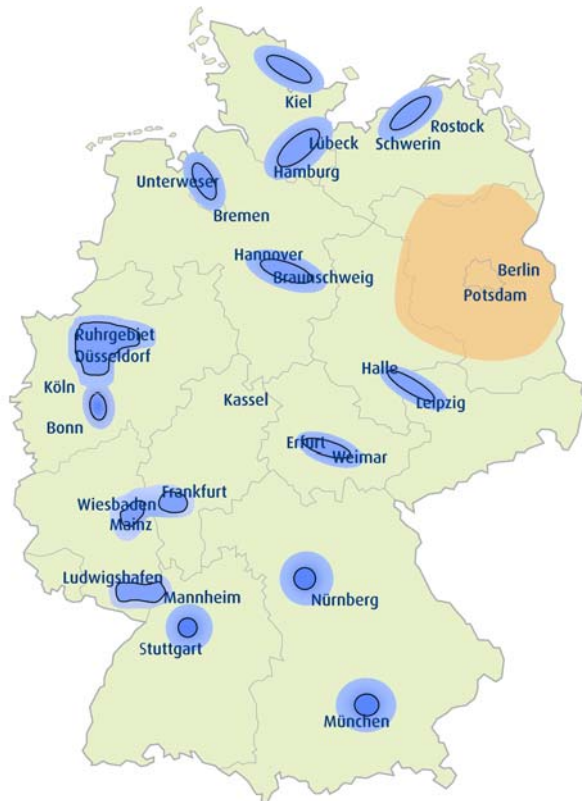 Kiel
Rostock
Lübeck
Schwerin
Hamburg
Unterweser
Bremen
Hannover
Braunschweig
Berlin
Potsdam
Ruhrgebiet
Düsseldorf
Halle
Köln
Kassel
Leipzig
Bonn
Erfurt
Weimar
Frankfurt
Wiesbaden
Mainz
Ludwigshafen
Mannheim
Nürnberg
Stuttgart
München